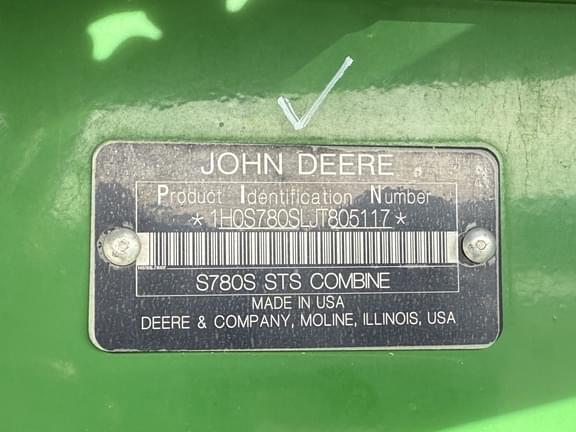 JOHN DEERE
Product Identification Number
*1H0S780SLJT805117*
S780S STS COMBINE
MADE IN USA
DEERE & COMPANY, MOLINE, ILLINOIS, USA